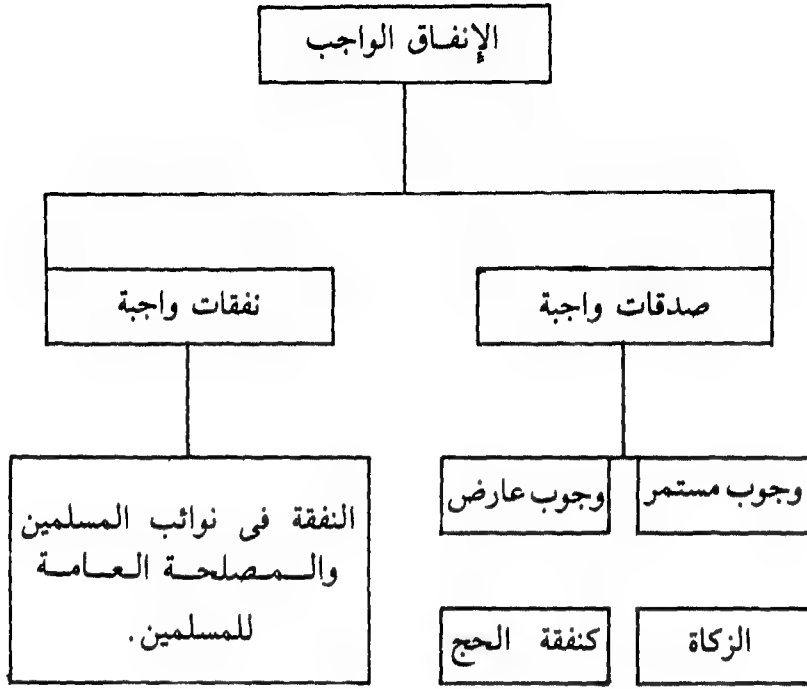 الإنفاق الواجب
صدقات واجبة
نفقات واجبة
وجوب مستمر
وجوب عارض
الزكاة
كنفقة الحج
النفقة فى نوائب المسلمين
والمصلحة العامة
للمسلمين.